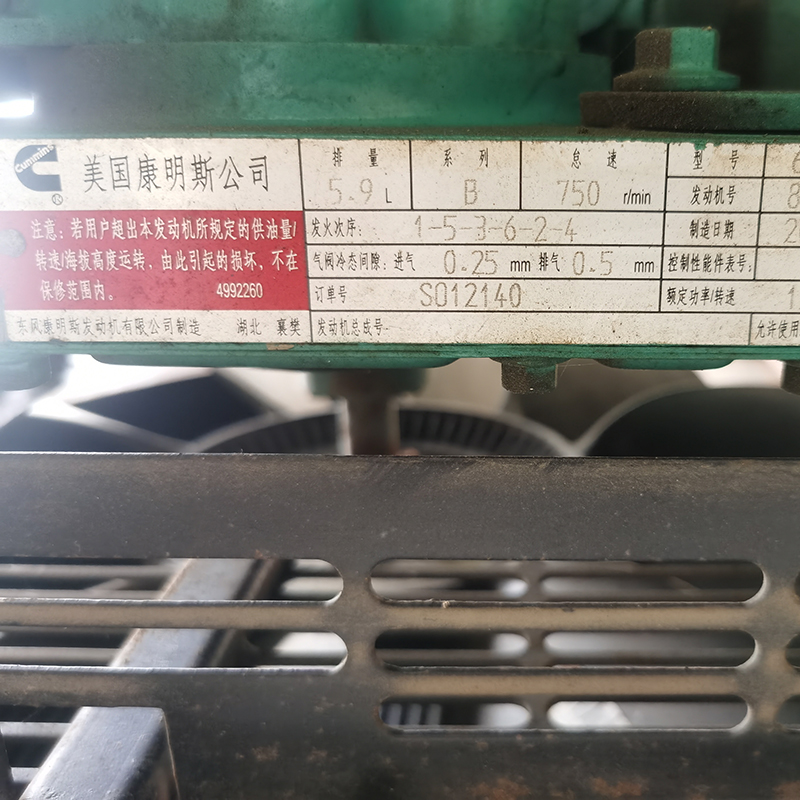 Cummins ® 美国康明斯公司
排量 系列 怠速 型号 6
5.9 L B 750 r/min 发动机号 8
注意: 若用户超出本发动机所规定的供油量/
转速/海拔高度运转, 由此引起的损坏, 不在
保修范围内。 4992260
发火次序: 1-5-3-6-2-4 制造日期 2
气阀冷态间隙: 进气 0.25 mm 排气 0.5 mm 控制性能件表号:
订单号 S012140 额定功率/转速 1
东风康明斯发动机有限公司制造 湖北 襄樊 发动机总成号 允许使用